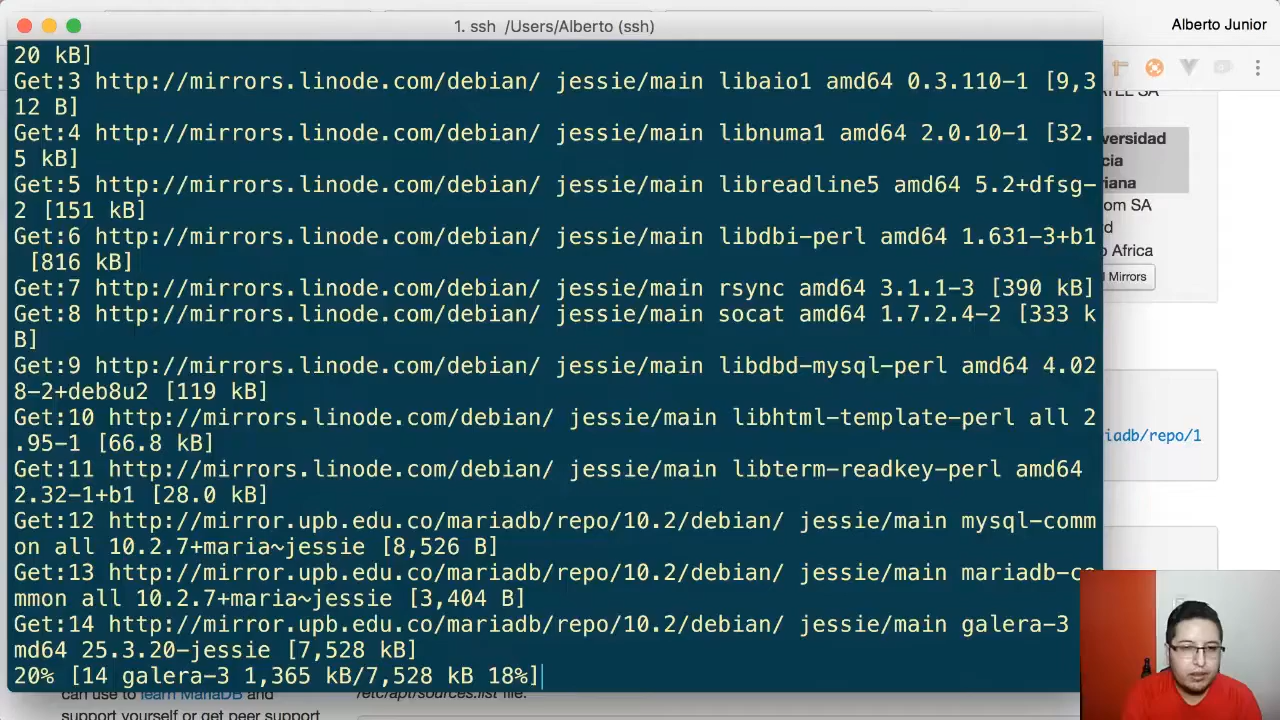 1. ssh /Users/Alberto (ssh)
Alberto Junior
20 kB]
Get:3 http://mirrors.linode.com/debian/ jessie/main libaio1 amd64 0.3.110-1 [9,3
12 B]
Get:4 http://mirrors.linode.com/debian/ jessie/main libnuma1 amd64 2.0.10-1 [32.
5 kB]
Get:5 http://mirrors.linode.com/debian/ jessie/main libreadline5 amd64 5.2+dfsg-
2 [151 kB]
Get:6 http://mirrors.linode.com/debian/ jessie/main libdbi-perl amd64 1.631-3+b1
[816 kB]
Get:7 http://mirrors.linode.com/debian/ jessie/main rsync amd64 3.1.1-3 [390 kB]
Get:8 http://mirrors.linode.com/debian/ jessie/main socat amd64 1.7.2.4-2 [333 k
B]
Get:9 http://mirrors.linode.com/debian/ jessie/main libdbd-mysql-perl amd64 4.02
8-2+deb8u2 [119 kB]
Get:10 http://mirrors.linode.com/debian/ jessie/main libhtml-template-perl all 2
.95-1 [66.8 kB]
Get:11 http://mirrors.linode.com/debian/ jessie/main libterm-readkey-perl amd64
2.32-1+b1 [28.0 kB]
Get:12 http://mirror.upb.edu.co/mariadb/repo/10.2/debian/ jessie/main mysql-comm
on all 10.2.7+maria~jessie [8,526 B]
Get:13 http://mirror.upb.edu.co/mariadb/repo/10.2/debian/ jessie/main mariadb-co
mmon all 10.2.7+maria~jessie [3,404 B]
Get:14 http://mirror.upb.edu.co/mariadb/repo/10.2/debian/ jessie/main galera-3
md64 25.3.20-jessie [7,528 kB]
20% [14 galera-3 1,365 kB/7,528 kB 18%]
versidad
cia
riana
om SA
rd
o Africa
l Mirrors
iadb/repo/1
can use to learn MariaDB and
support yourself or get peer support
/etc/apt/sources.list file: